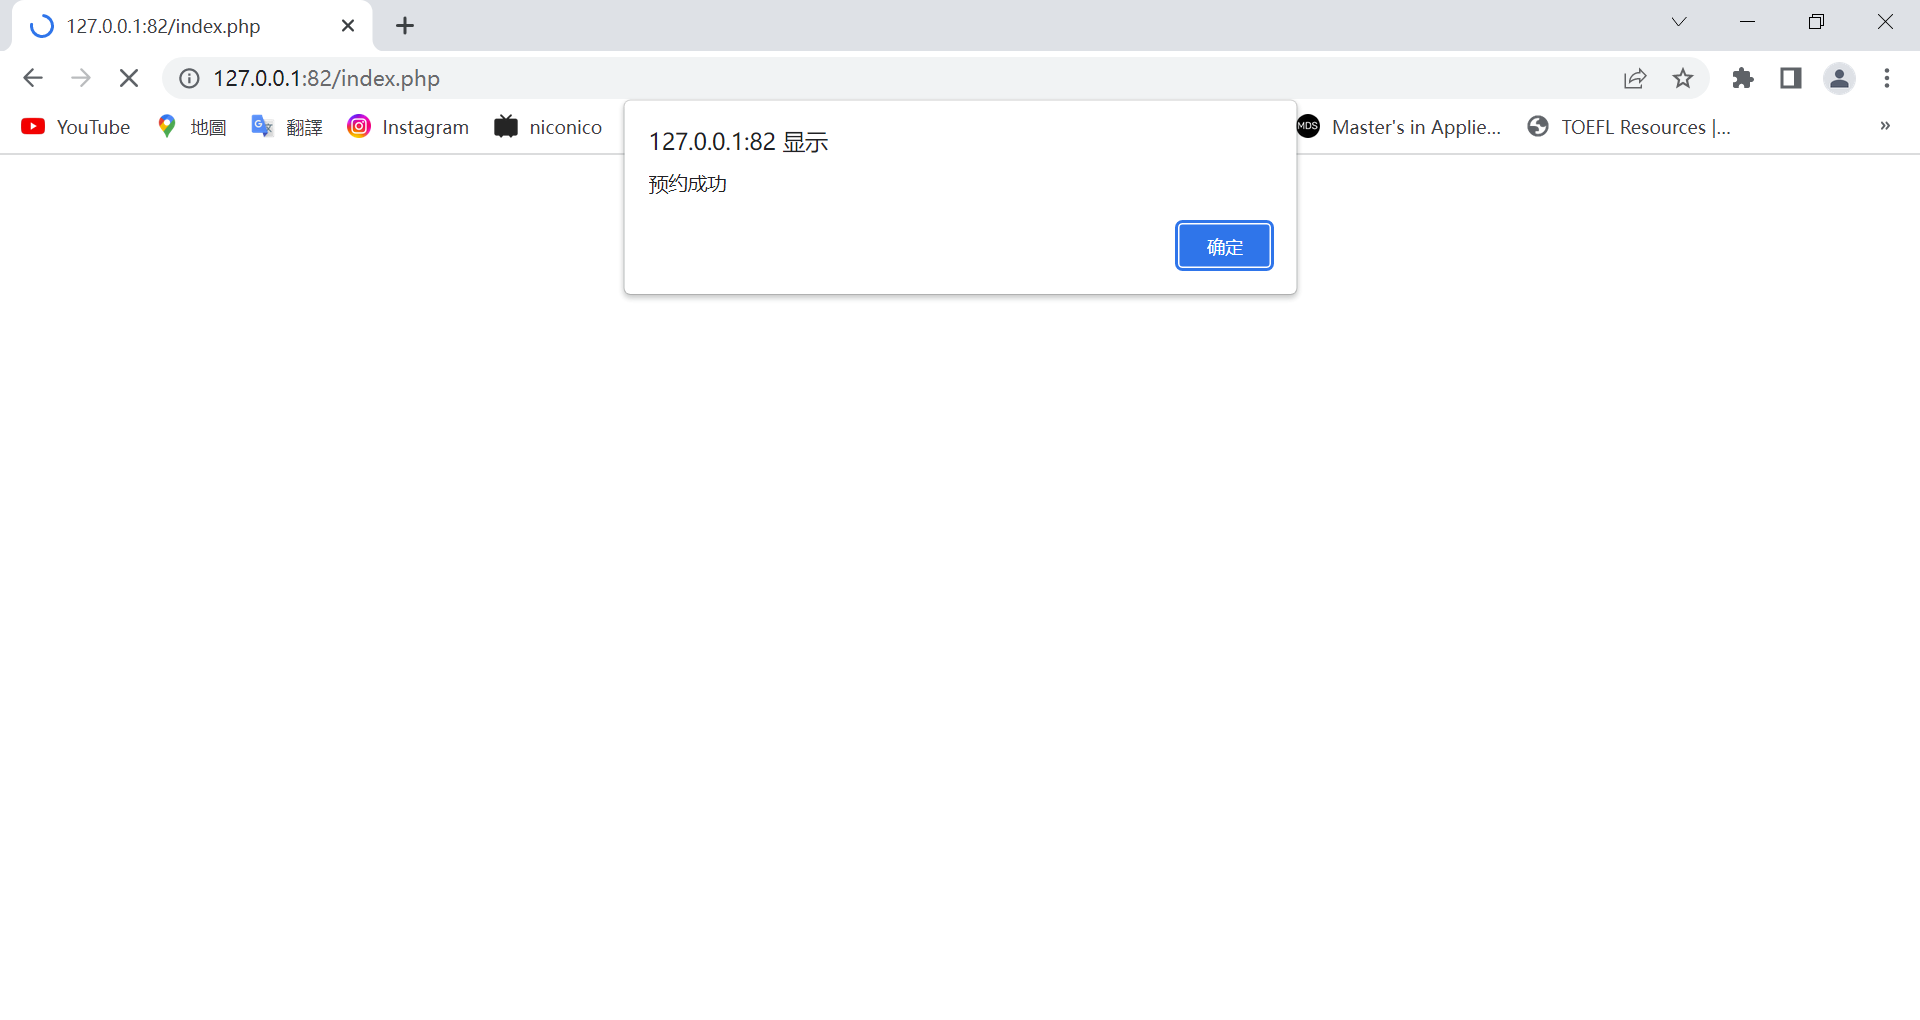 127.0.0.1:82/index.php
127.0.0.1:82/index.php
YouTube 地圖 翻譯 Instagram niconico MDS Master's in Applie... TOEFL Resources |...
127.0.0.1:82 显示
预约成功
确定